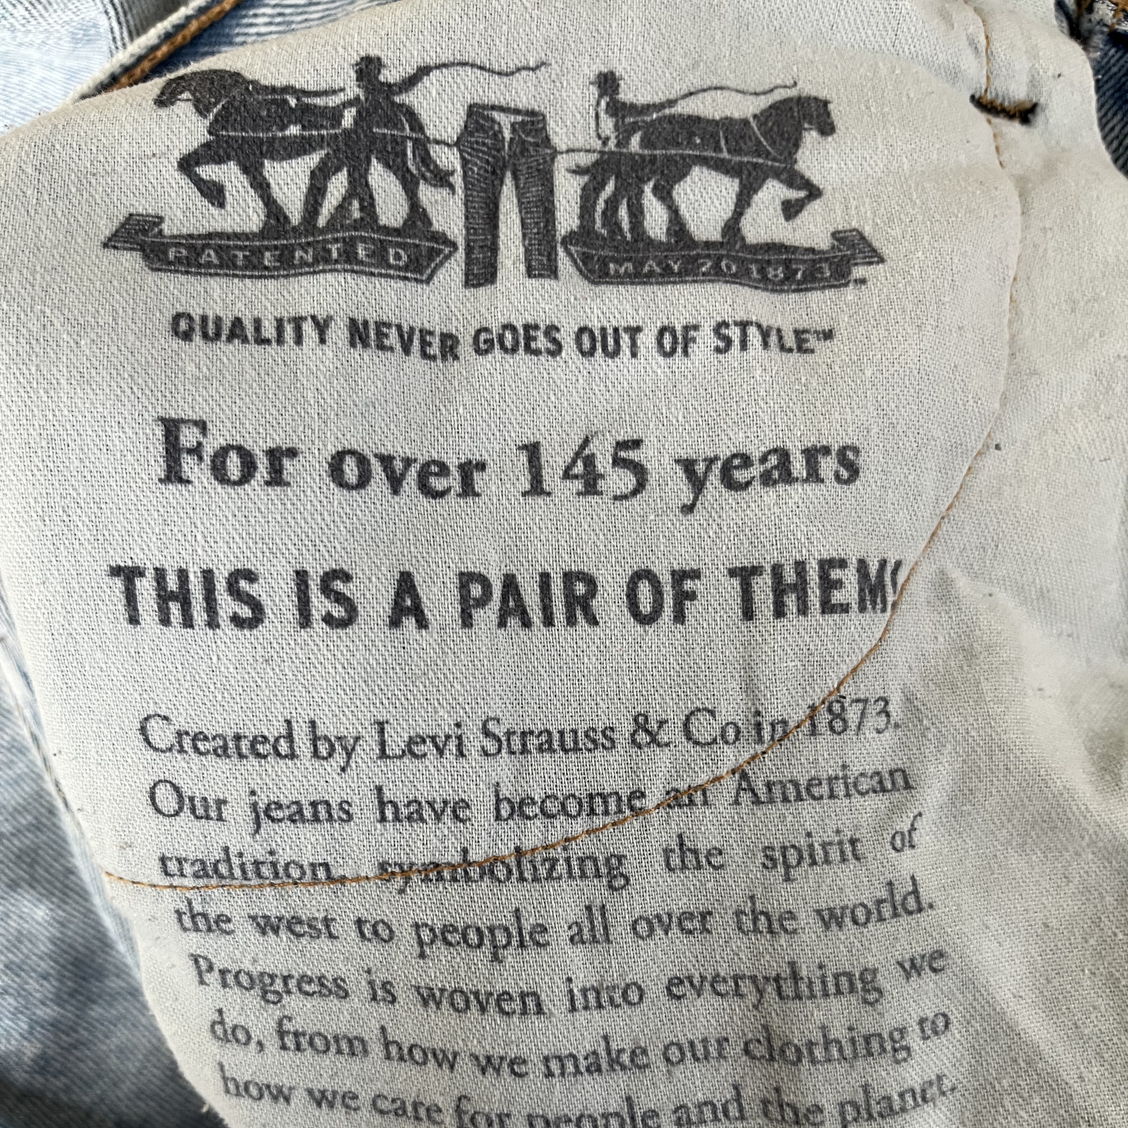 PATENTED
MAY 20 1873
QUALITY NEVER GOES OUT OF STYLE™
For over 145 years
THIS IS A PAIR OF THEM!
Created by Levi Strauss & Co in 1873.
Our jeans have become an American
tradition, symbolizing the spirit of
the west to people all over the world.
Progress is woven into everything we
do, from how we make our clothing to
how we care for people and the planet.